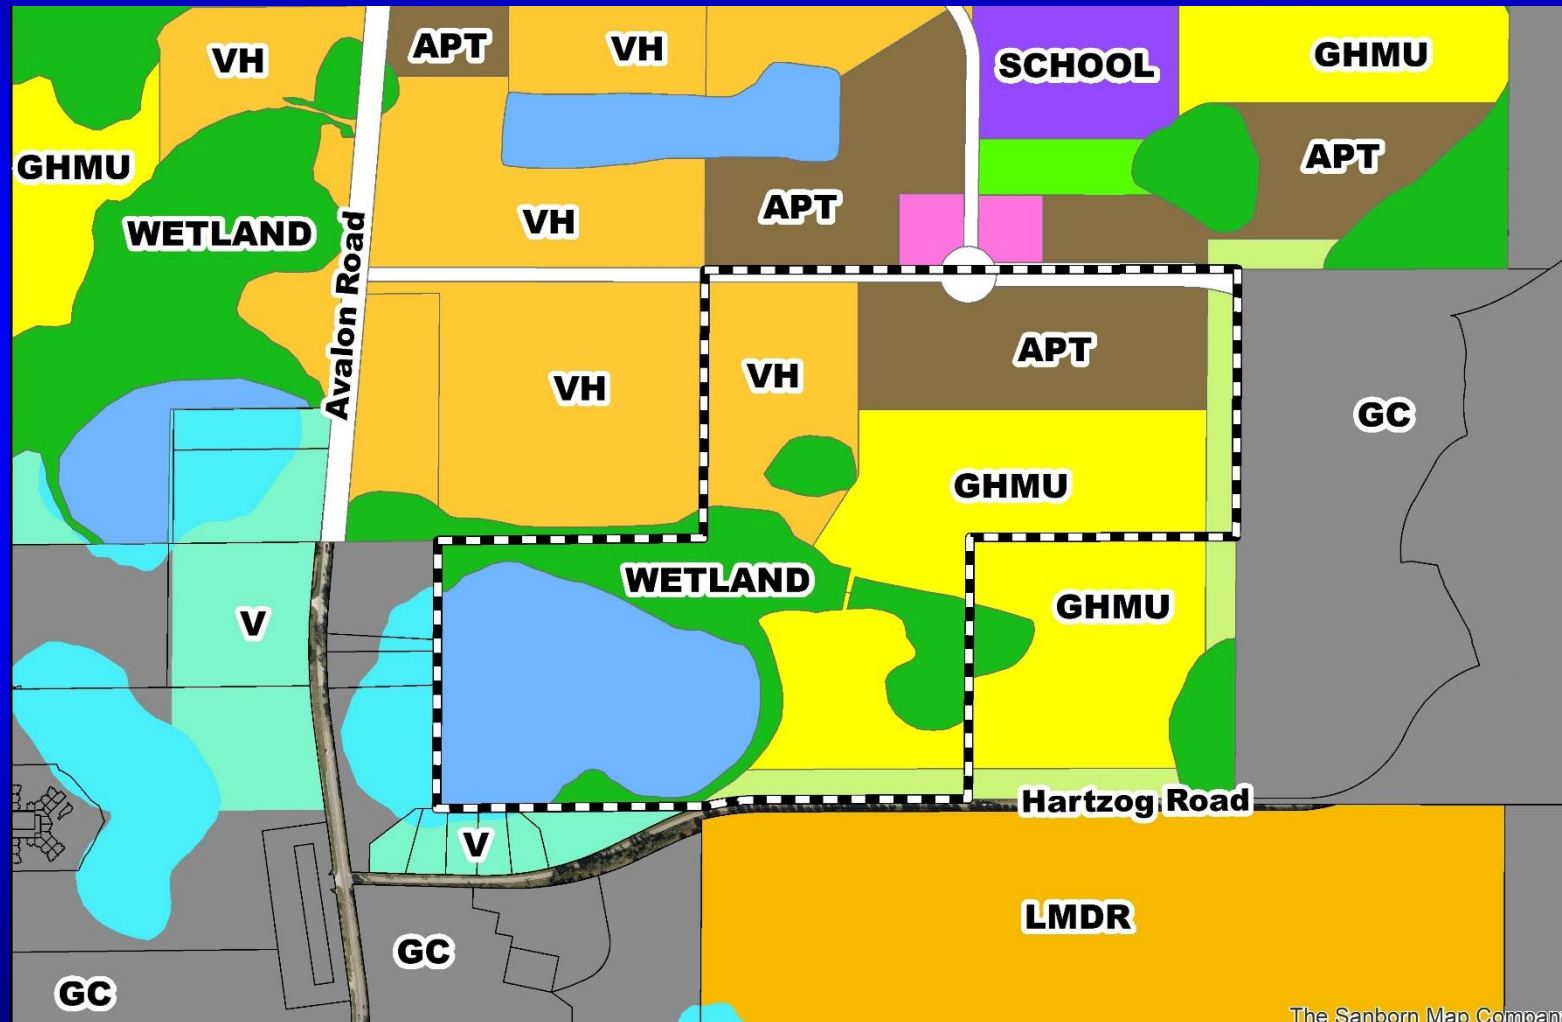 VH
APT
VH
SCHOOL
GHMU
GHMU
APT
WETLAND
VH
APT
Avalon Road
VH
VH
APT
GC
GHMU
WETLAND
GHMU
V
Hartzog Road
V
LMDR
GC
GC
The Sanborn Map Compan